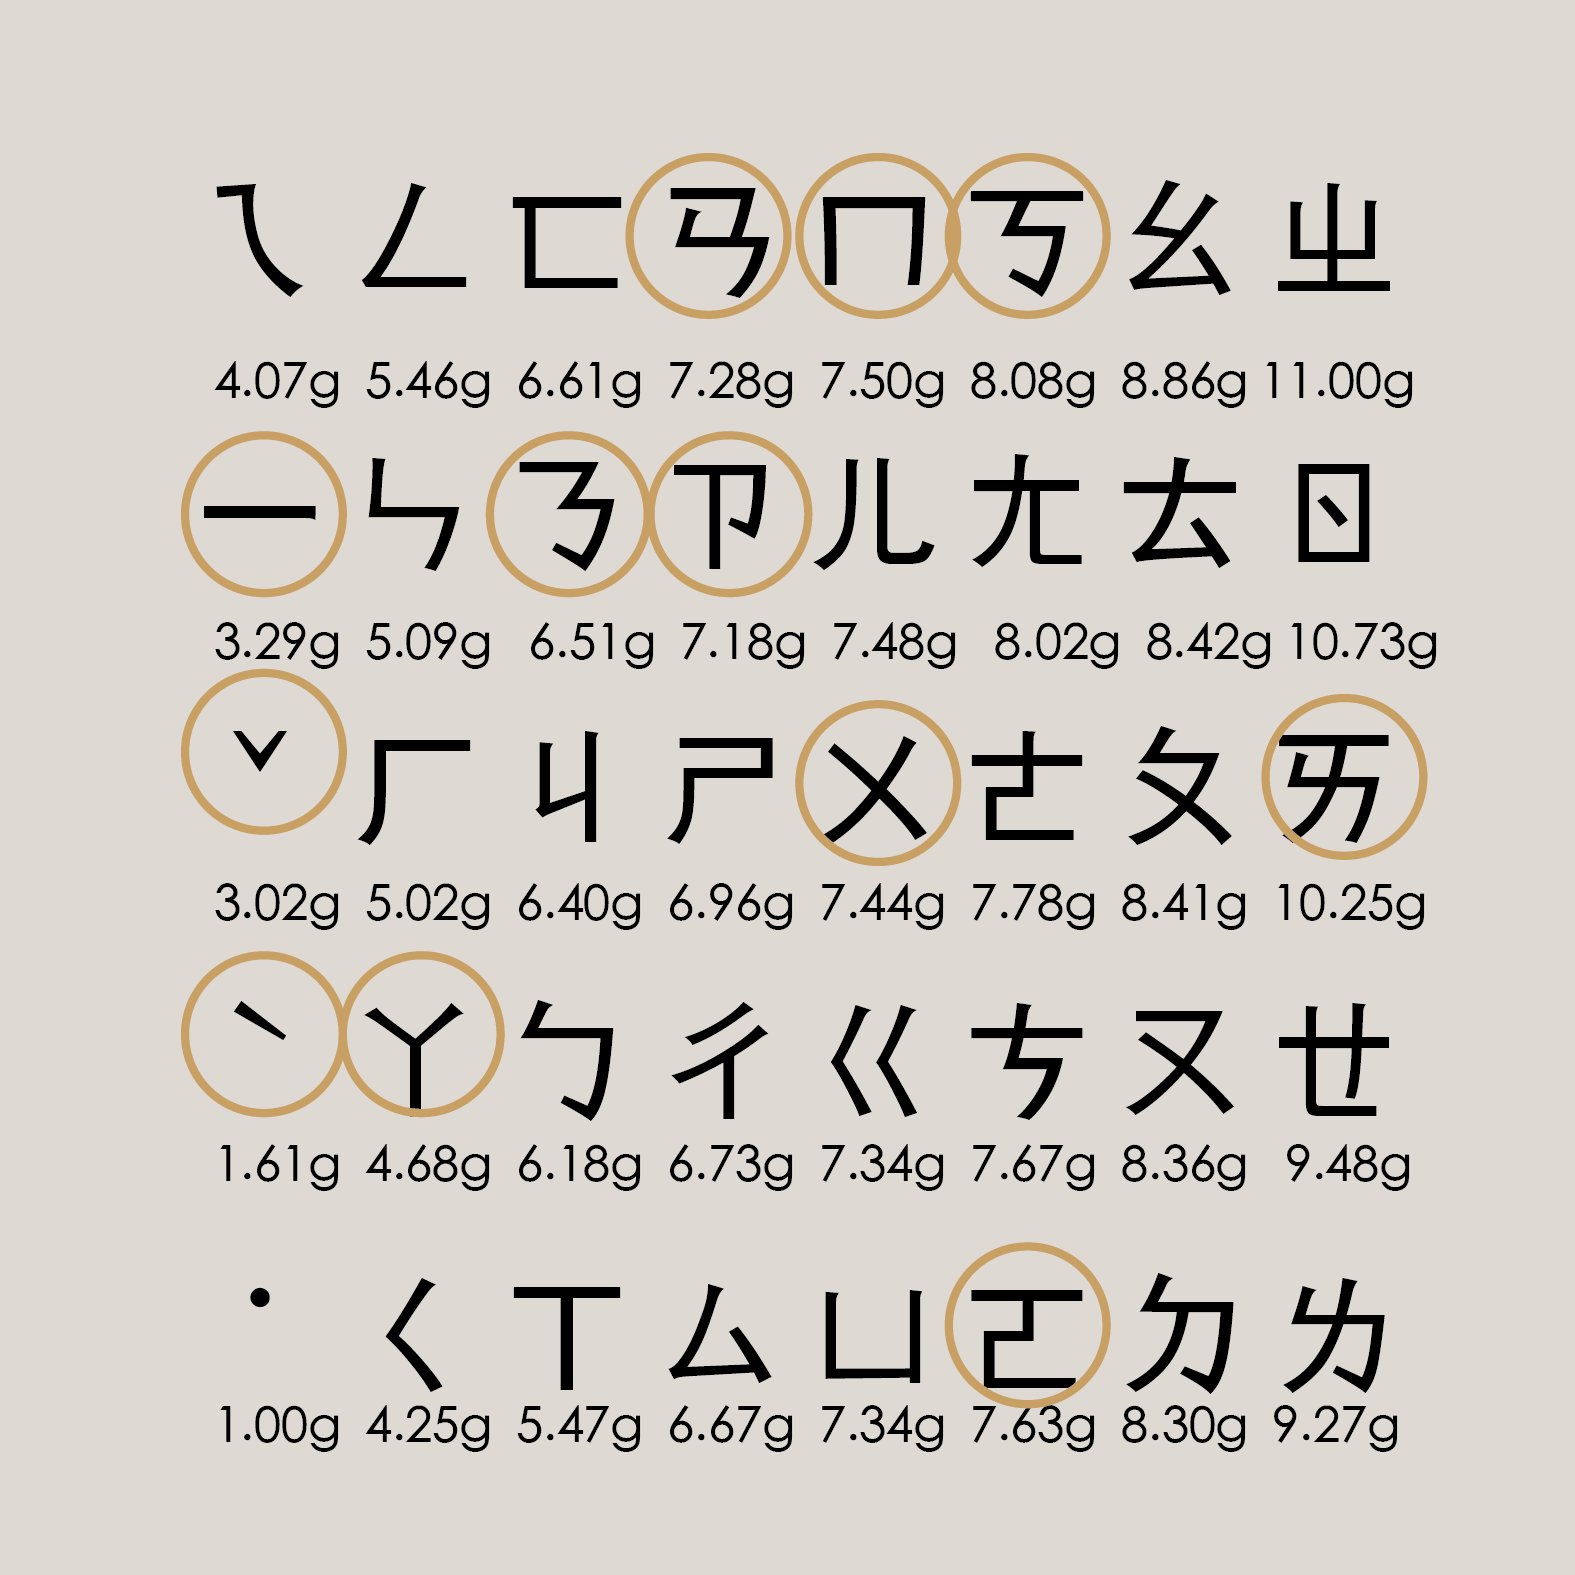 ㄟ ㄥ ㄈ ㄢ ㄇ ㄎ ㄠ ㄓ
4.07g 5.46g 6.61g 7.28g 7.50g 8.08g 8.86g 11.00g
ㄧ ㄣ ㄋ ㄗ ㄦ ㄤ ㄊ ㄖ
3.29g 5.09g 6.51g 7.18g 7.48g 8.02g 8.42g 10.73g
ˇ ㄏ ㄐ ㄕ ㄨ ㄜ ㄆ ㄞ
3.02g 5.02g 6.40g 6.96g 7.44g 7.78g 8.41g 10.25g
ˋ ㄚ ㄅ ㄔ ㄍ ㄘ ㄡ ㄝ
1.61g 4.68g 6.18g 6.73g 7.34g 7.67g 8.36g 9.48g
˙ ㄑ ㄒ ㄙ ㄩ ㄛ ㄉ ㄌ
1.00g 4.25g 5.47g 6.67g 7.34g 7.63g 8.30g 9.27g